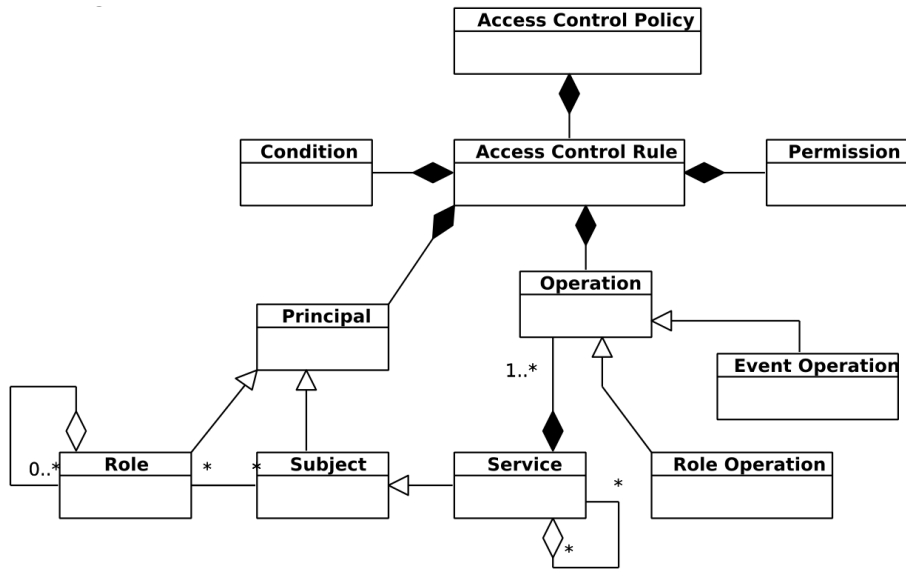 Access Control Policy
Condition
Access Control Rule
Permission
Operation
Principal
1..*
Event Operation
0..*
Role
*
*
Subject
Service
*
Role Operation
*